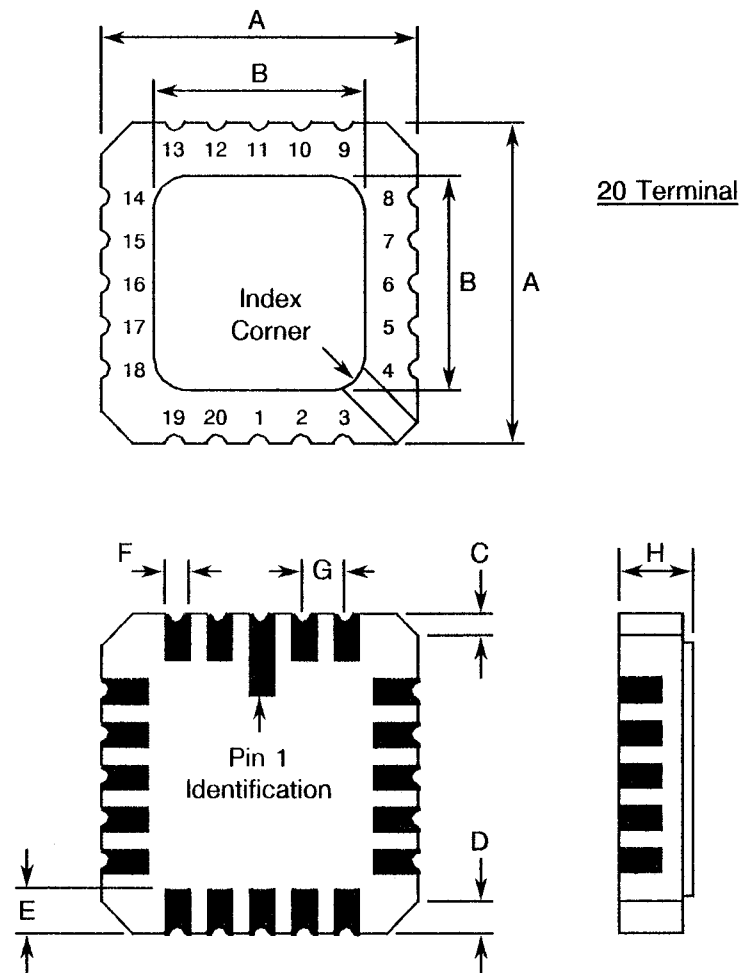 A
B
13 12 11 10 9
14 8
20 Terminal
15 7
16 6
B A
Index
Corner
17 5
18 4
19 20 1 2 3
F G C H
Pin 1
Identification
D
E